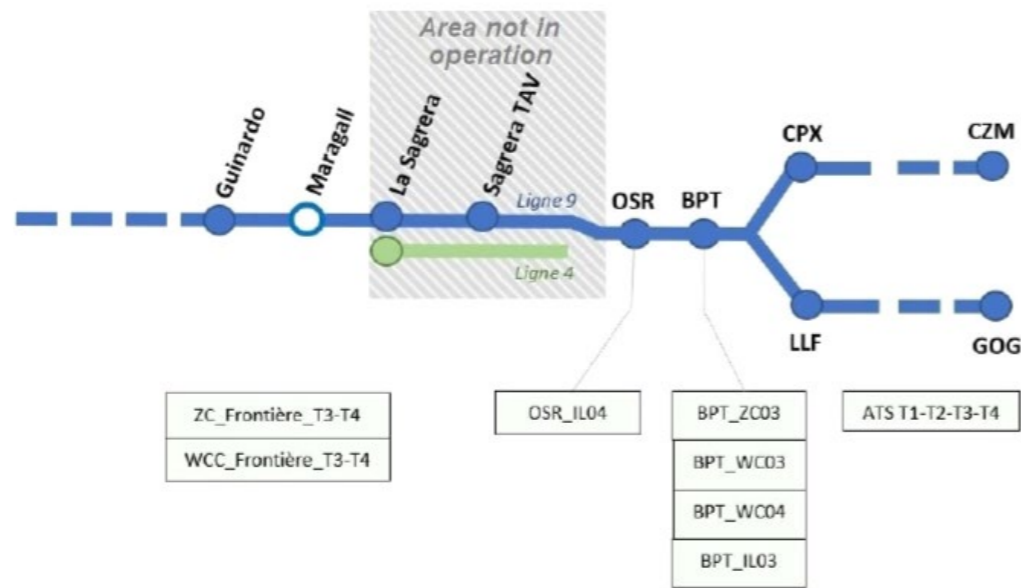 Area not in
operation
Guinardo
Maragall
La Sagrera
Sagrera TAV
Ligne 9
Ligne 4
OSR
BPT
CPX
CZM
LLF
GOG
ZC_Frontière_T3-T4
WCC_Frontière_T3-T4
OSR_IL04
BPT_ZC03
BPT_WC03
BPT_WC04
BPT_IL03
ATS T1-T2-T3-T4